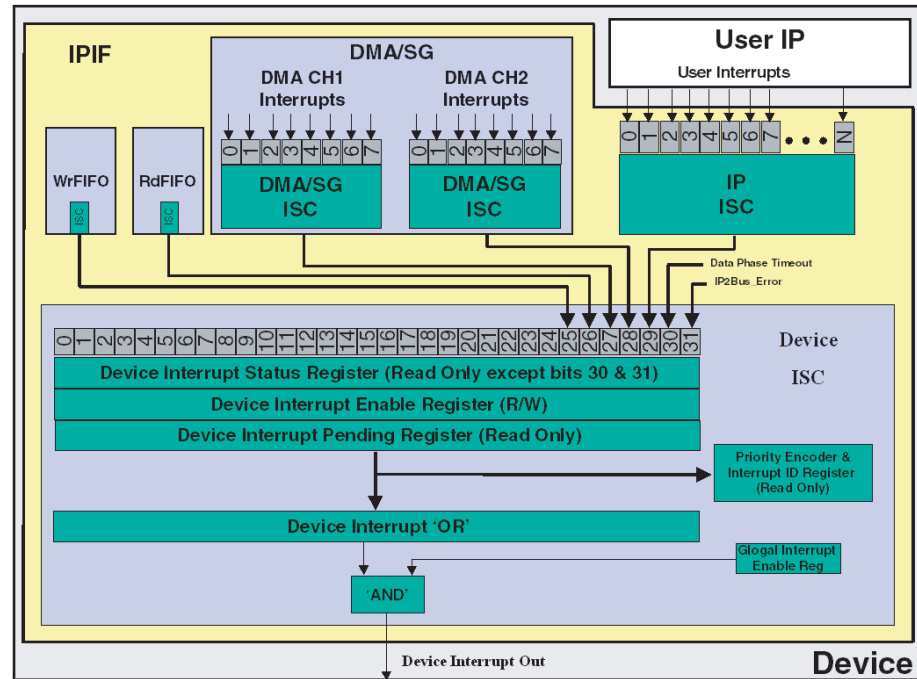 IPIF
DMA/SG
User IP
User Interrupts
DMA CH1
Interrupts
DMA CH2
Interrupts
0 1 2 3 4 5 6 7
0 1 2 3 4 5 6 7
0 1 2 3 4 5 6 7 • • • N
WrFIFO
ISC
RdFIFO
ISC
DMA/SG
ISC
DMA/SG
ISC
IP
ISC
Data Phase Timeout
IP2Bus_Error
0 1 2 3 4 5 6 7 8 9 10 11 12 13 14 15 16 17 18 19 20 21 22 23 24 25 26 27 28 29 30 31
Device
ISC
Device Interrupt Status Register (Read Only except bits 30 & 31)
Device Interrupt Enable Register (R/W)
Device Interrupt Pending Register (Read Only)
Priority Encoder &
Interrupt ID Register
(Read Only)
Device Interrupt ‘OR’
Glogal Interrupt
Enable Reg
‘AND’
Device Interrupt Out
Device